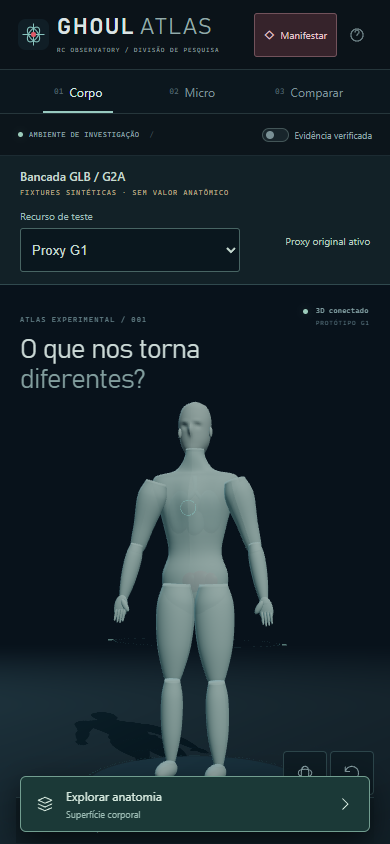 GHOUL ATLAS
RC OBSERVATORY / DIVISÃO DE PESQUISA
Manifestar
01 Corpo
02 Micro
03 Comparar
AMBIENTE DE INVESTIGAÇÃO /
Evidência verificada
Bancada GLB / G2A
FIXTURES SINTÉTICAS · SEM VALOR ANATÔMICO
Recurso de teste
Proxy G1
Proxy original ativo
ATLAS EXPERIMENTAL / 001
3D conectado
PROTÓTIPO G1
O que nos torna
diferentes?
Explorar anatomia
Superfície corporal